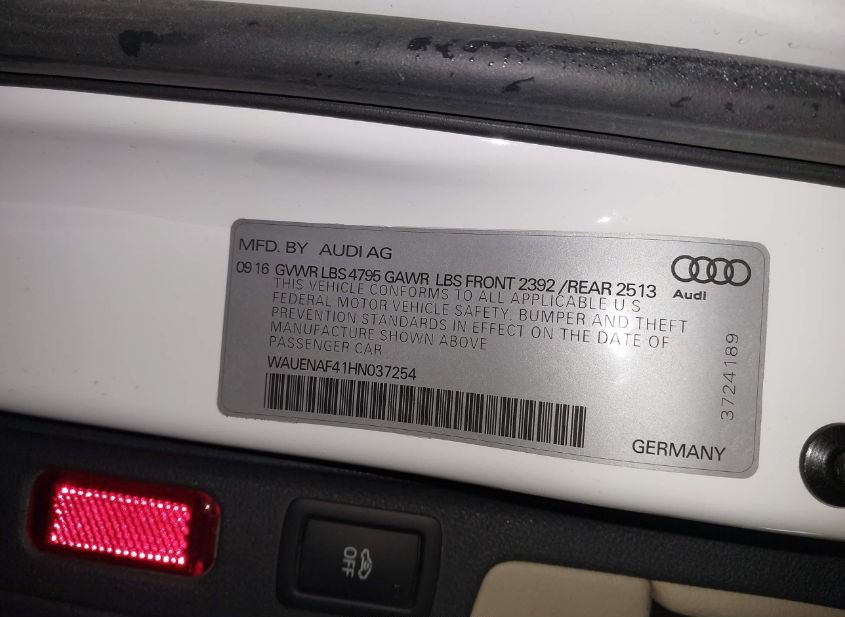 MFD. BY AUDI AG
09 16 GVWR LBS 4795 GAWR LBS FRONT 2392 /REAR 2513
THIS VEHICLE CONFORMS TO ALL APPLICABLE U.S
FEDERAL MOTOR VEHICLE SAFETY, BUMPER AND THEFT
PREVENTION STANDARDS IN EFFECT ON THE DATE OF
MANUFACTURE SHOWN ABOVE
PASSENGER CAR
WAUENAF41HN037254
Audi
3724189
GERMANY
OFF